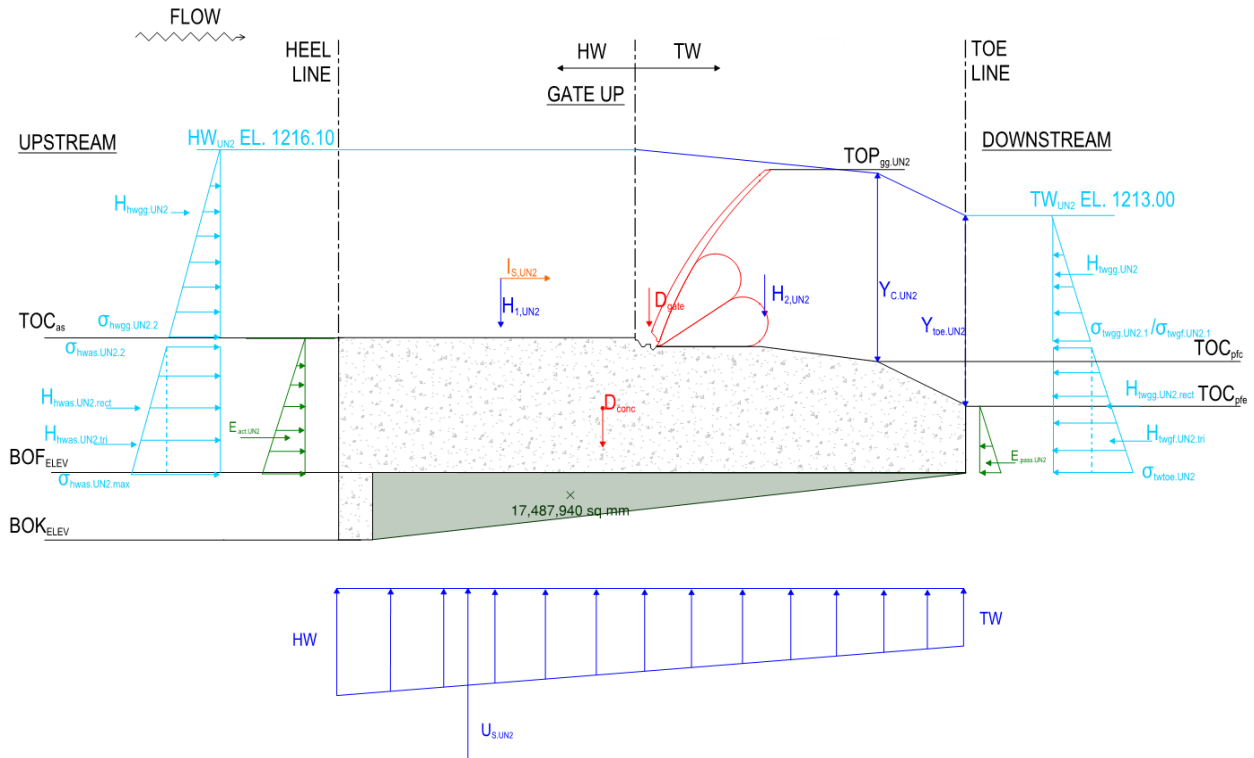 FLOW
HEEL
LINE
HW
TW
TOE
LINE
GATE UP
UPSTREAM
HW_UN2 EL. 1216.10
TOP_gg.UN2
DOWNSTREAM
H_hwgg.UN2
TW_UN2 EL. 1213.00
I_S,UN2
H_1,UN2
D_gate
H_2,UN2
Y_C.UN2
H_twgg.UN2
Y_toe.UN2
TOC_as
σ_hwgg.UN2.2
σ_twgg.UN2.1/σ_twgf.UN2.1
σ_hwas.UN2.2
TOC_pfc
H_hwas.UN2.rect
D_conc
H_twgg.UN2.rect
TOC_pfe
E_act.UN2
H_hwas.UN2.tri
H_twgf.UN2.tri
BOF_ELEV
E_pass.UN2
σ_hwas.UN2.max
σ_twtoe.UN2
17,487,940 sq mm
BOK_ELEV
HW
TW
U_S.UN2